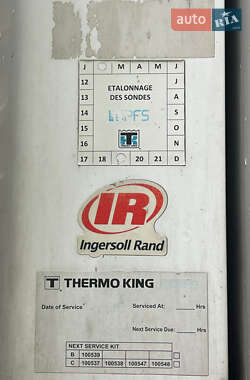 AUTO RIA .com
J M A M J
12 J
13 ETALONNAGE A
14 DES SONDES S
15 O
16 N
17 18 20 21 D
IR
Ingersoll Rand
T THERMO KING
Date of Service Serviced At: Hrs
Next Service Due: Hrs
NEXT SERVICE KIT
B 100539
C 100537 100538 100547 100548